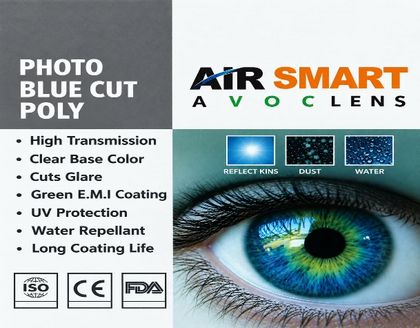 PHOTO
BLUE CUT
POLY
AIR SMART
A V O C L E N S
• High Transmission
• Clear Base Color
• Cuts Glare
• Green E.M.I Coating
• UV Protection
• Water Repellant
• Long Coating Life
REFLECT KINS
DUST
WATER
ISO
CE
FDA